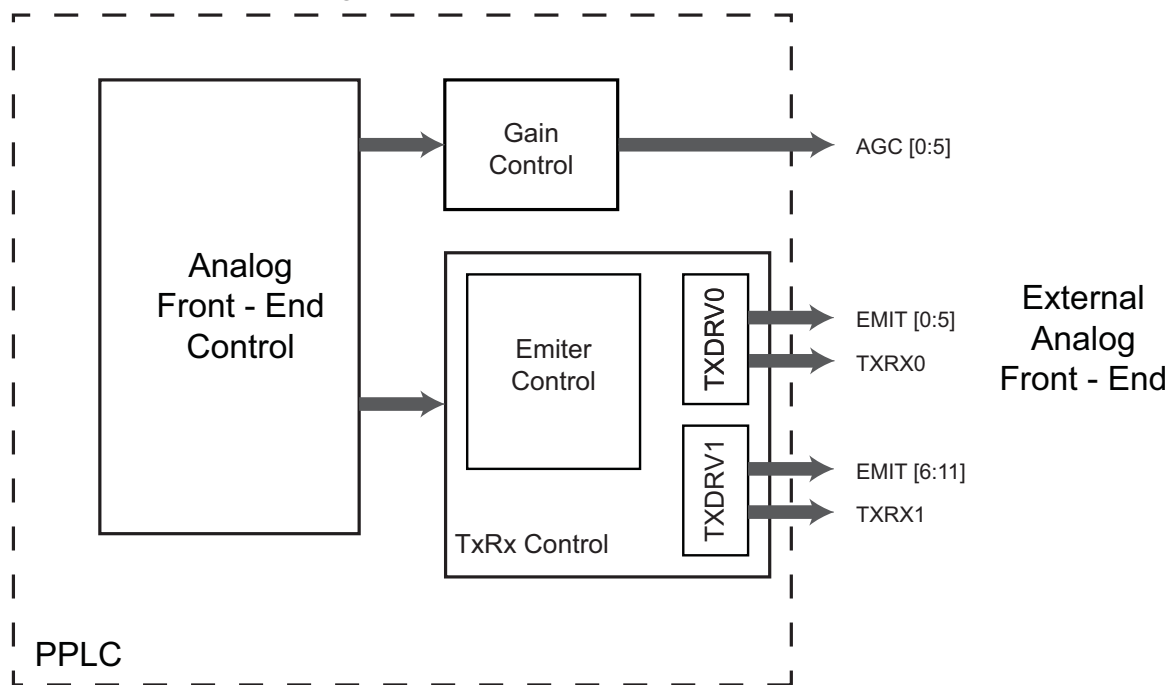 Gain
Control
AGC [0:5]
Analog
Front - End
Control
Emiter
Control
TXDRV0
EMIT [0:5]
TXRX0
External
Analog
Front - End
TXDRV1
EMIT [6:11]
TXRX1
TxRx Control
PPLC